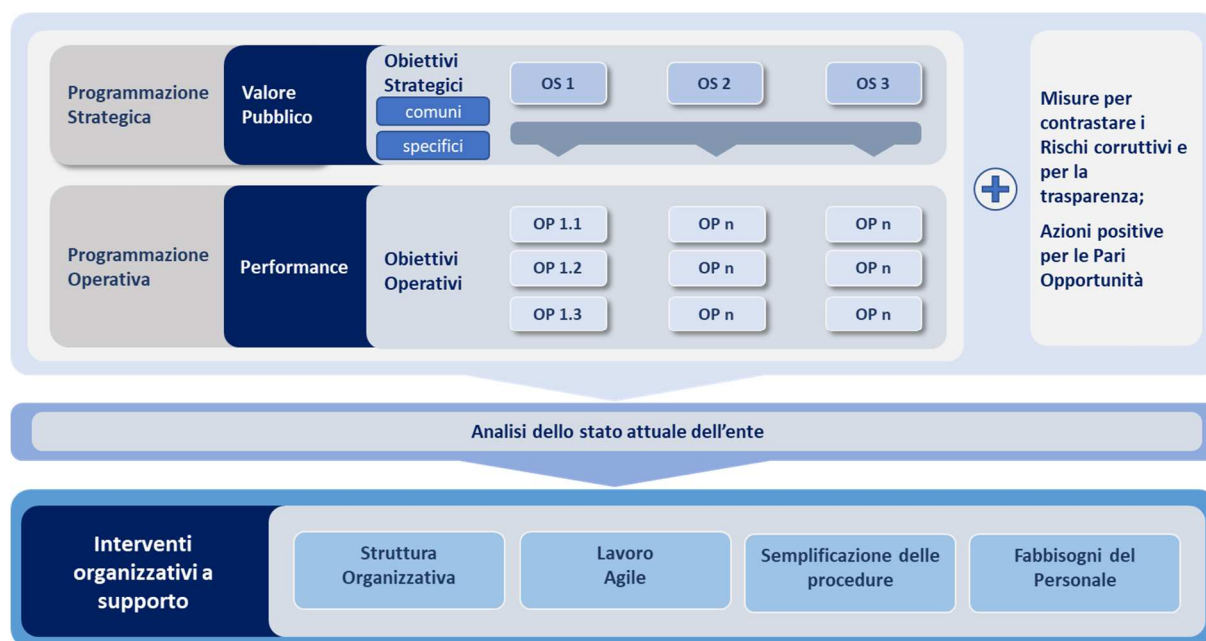 Programmazione
Strategica
Valore
Pubblico
Obiettivi
Strategici
comuni
specifici
OS 1
OS 2
OS 3
Programmazione
Operativa
Performance
Obiettivi
Operativi
OP 1.1
OP n
OP n
OP 1.2
OP n
OP n
OP 1.3
OP n
OP n
Misure per
contrastare i
Rischi corruttivi e
per la
trasparenza;
Azioni positive
per le Pari
Opportunità
Analisi dello stato attuale dell’ente
Interventi
organizzativi a
supporto
Struttura
Organizzativa
Lavoro
Agile
Semplificazione delle
procedure
Fabbisogni del
Personale